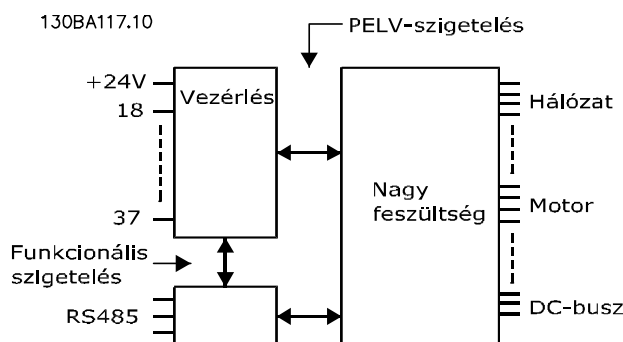 130BA117.10
PELV-szigetelés
+24V
18
37
Vezérlés
Nagy
feszültség
Hálózat
Motor
DC-busz
Funkcionális
szigetelés
RS485